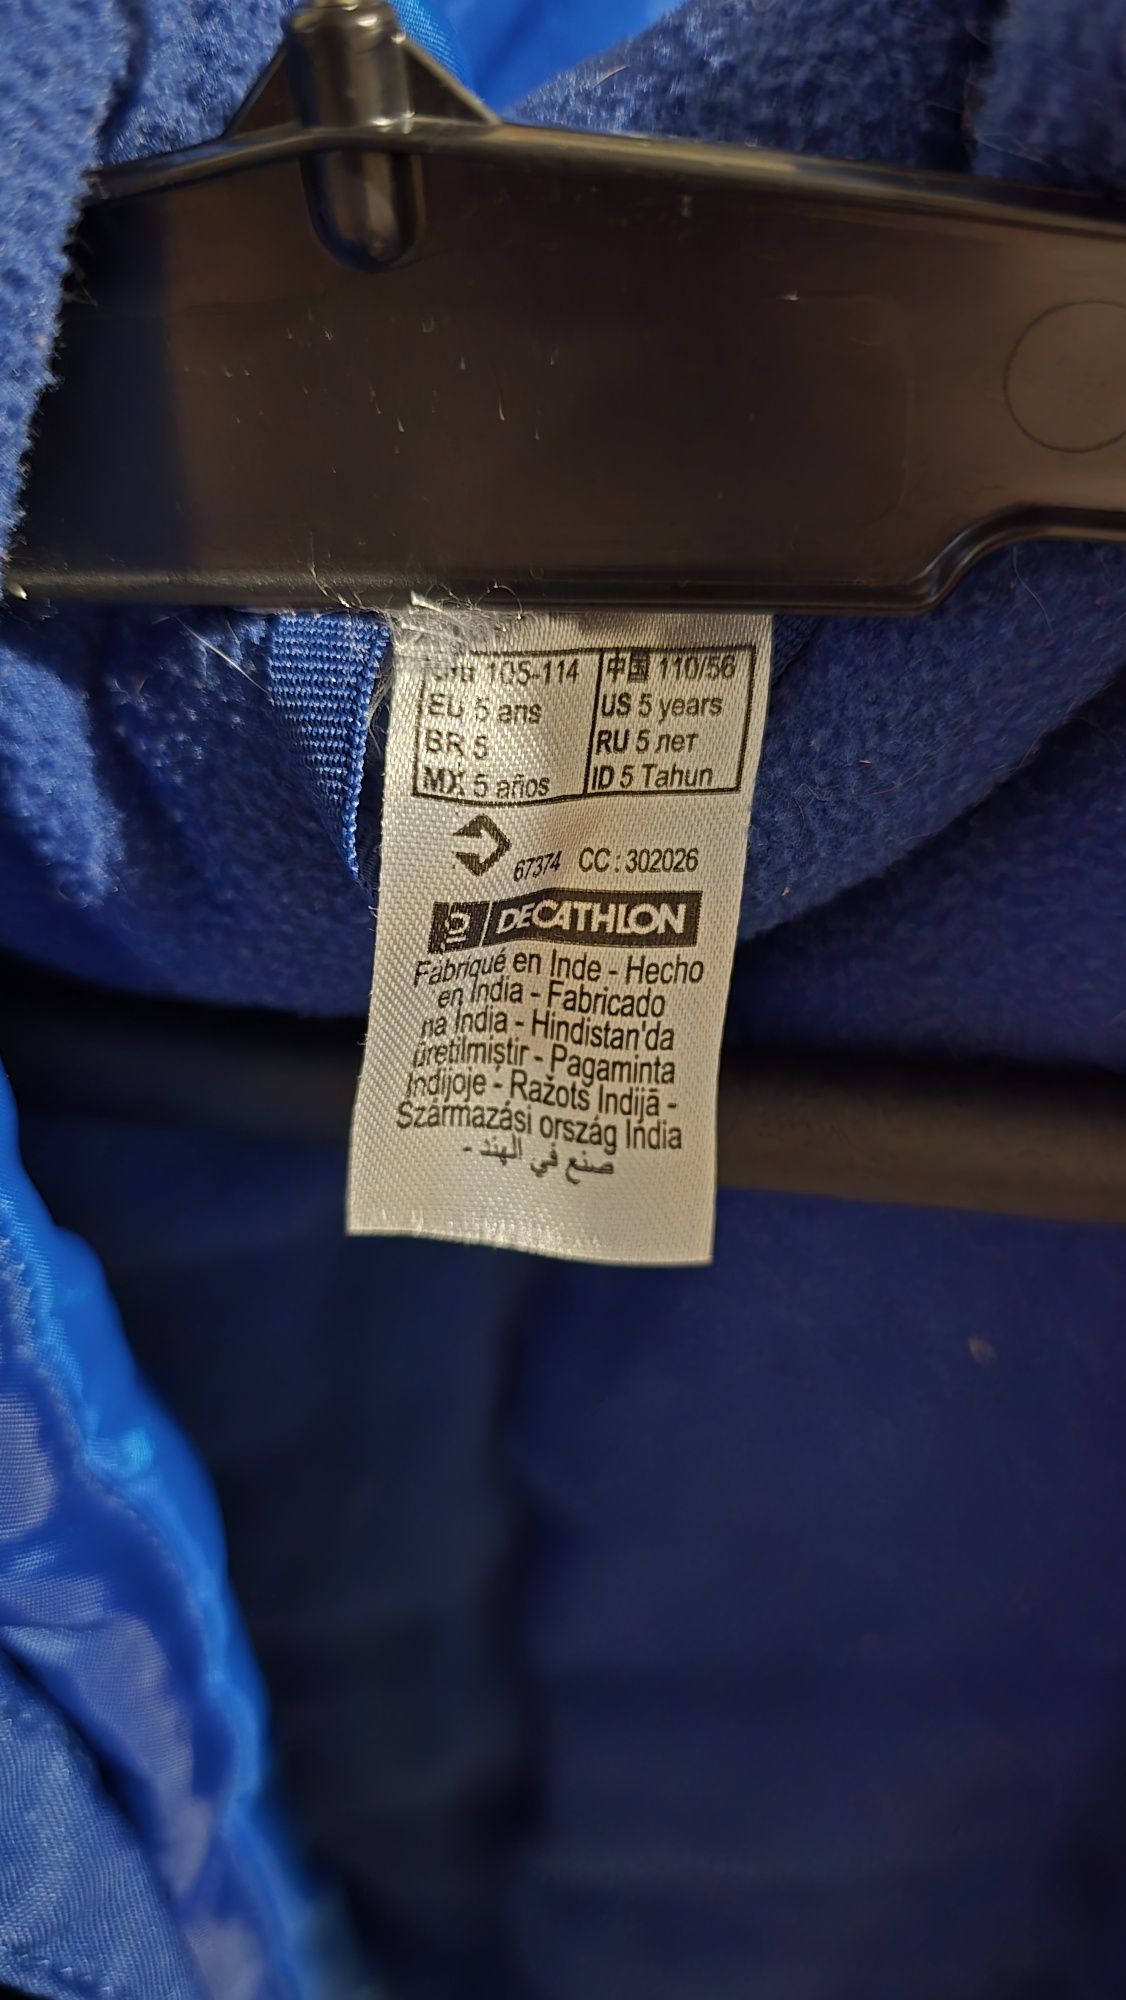 105-114 中国 110/56
EU 5 ans US 5 years
BR 5 RU 5 лет
MX 5 años ID 5 Tahun
67374 CC : 302026
DECATHLON
Fabriqué en Inde - Hecho
en India - Fabricado
na Índia - Hindistan'da
üretilmiştir - Pagaminta
Indijoje - Ražots Indijā -
Származási ország India
- صنع في الهند